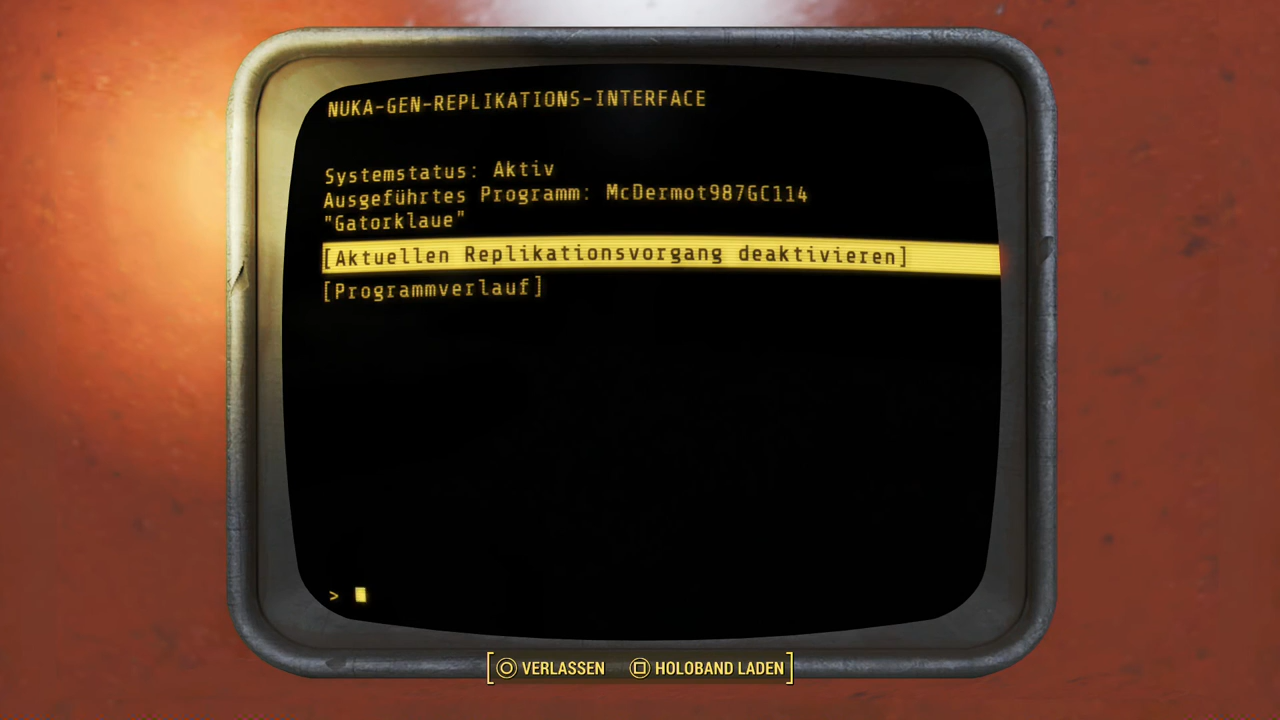 NUKA-GEN-REPLIKATIONS-INTERFACE
Systemstatus: Aktiv
Ausgeführtes Programm: McDermot987GC114
"Gatorklaue"
[Aktuellen Replikationsvorgang deaktivieren]
[Programmverlauf]
>
VERLASSEN HOLOBAND LADEN